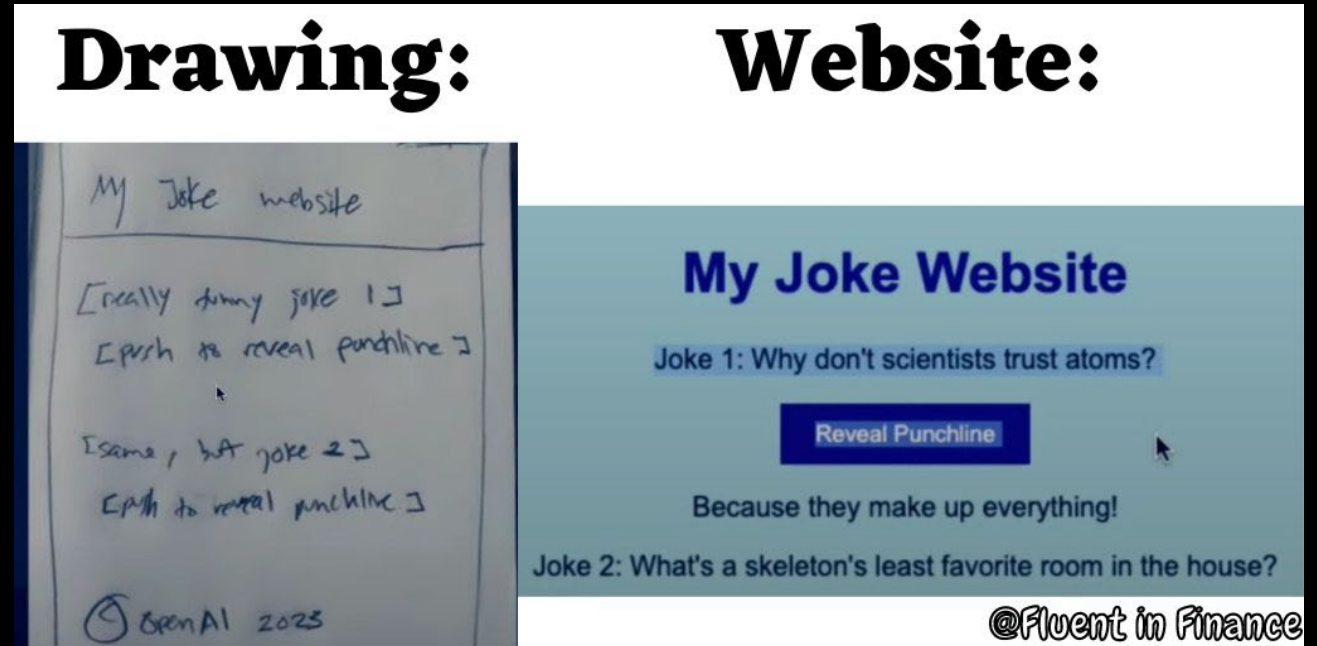 Drawing:
Website:
My Joke website
[really funny joke 1]
[push to reveal punchline]
[same, but joke 2]
[push to reveal punchline]
© OpenAI 2023
My Joke Website
Joke 1: Why don't scientists trust atoms?
Reveal Punchline
Because they make up everything!
Joke 2: What's a skeleton's least favorite room in the house?
@Fluent in Finance